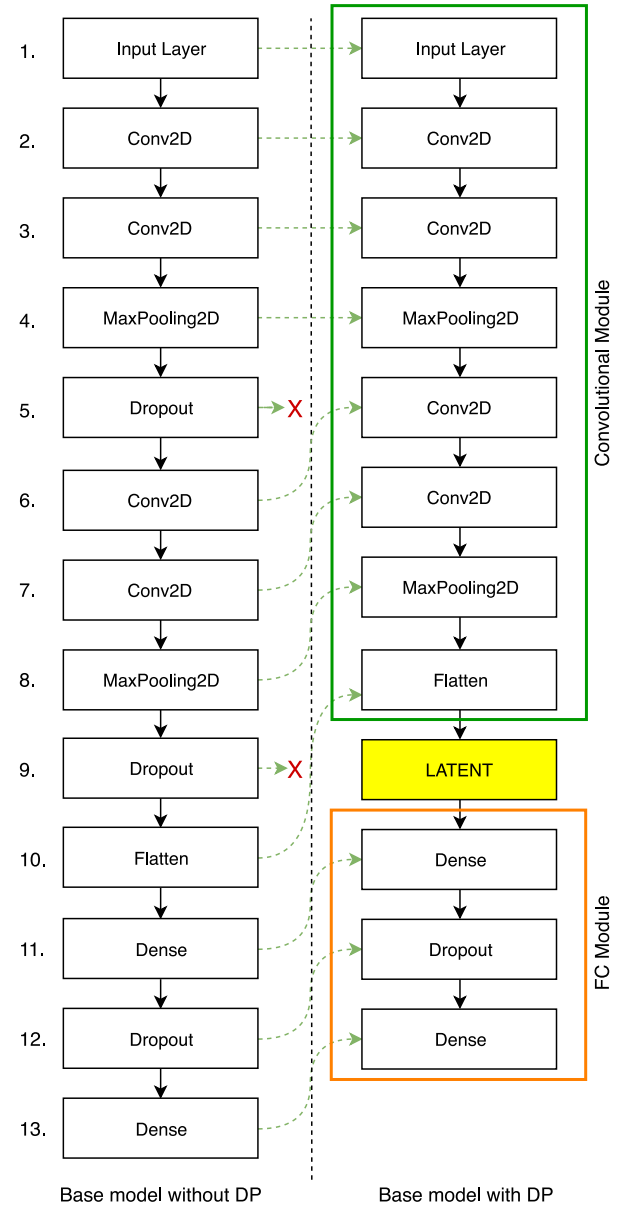 1.
Input Layer
Input Layer
2.
Conv2D
Conv2D
3.
Conv2D
Conv2D
4.
MaxPooling2D
MaxPooling2D
5.
Dropout
X
Conv2D
6.
Conv2D
Conv2D
7.
Conv2D
MaxPooling2D
8.
MaxPooling2D
Flatten
9.
Dropout
X
LATENT
10.
Flatten
Dense
11.
Dense
Dropout
12.
Dropout
Dense
13.
Dense
Convolutional Module
FC Module
Base model without DP
Base model with DP